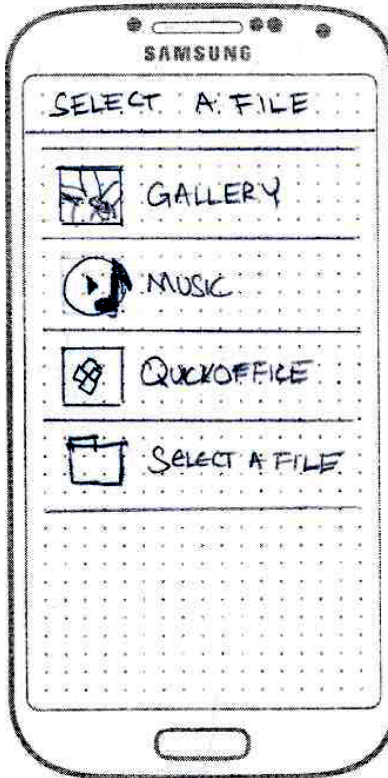 SAMSUNG
SELECT A FILE
GALLERY
MUSIC
QUICKOFFICE
SELECT A FILE